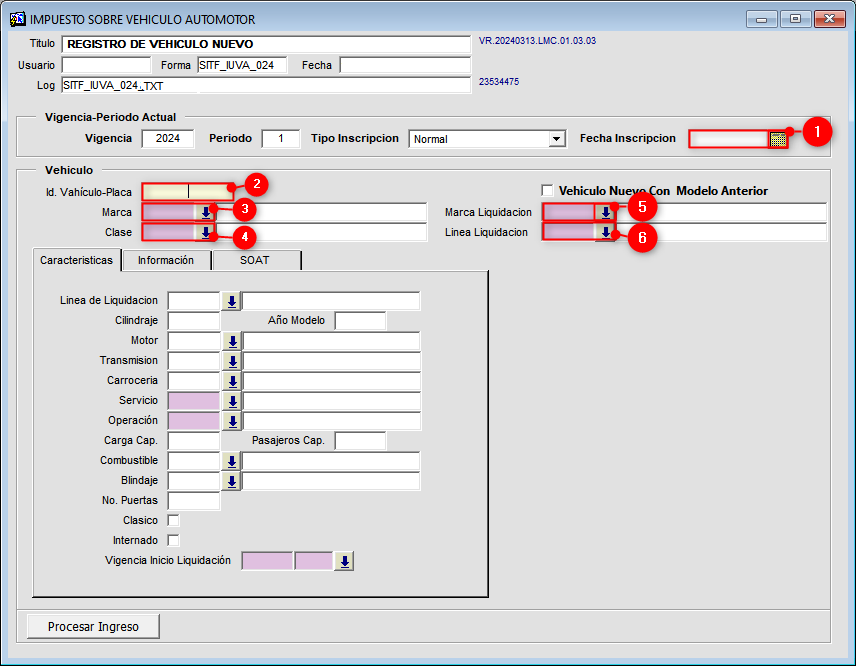 IMPUESTO SOBRE VEHICULO AUTOMOTOR
Titulo REGISTRO DE VEHICULO NUEVO VR.20240313.LMC.01.03.03
Usuario Forma SITF_IUVA_024 Fecha
Log SITF_IUVA_024_.TXT 23534475
Vigencia-Periodo Actual
Vigencia 2024 Periodo 1 Tipo Inscripcion Normal Fecha Inscripcion 1
Vehiculo
Id. Vahículo-Placa 2 Vehiculo Nuevo Con Modelo Anterior
Marca 3 Marca Liquidacion 5
Clase 4 Linea Liquidacion 6
Caracteristicas Información SOAT
Linea de Liquidacion
Cilindraje Año Modelo
Motor
Transmision
Carroceria
Servicio
Operación
Carga Cap. Pasajeros Cap.
Combustible
Blindaje
No. Puertas
Clasico
Internado
Vigencia Inicio Liquidación
Procesar Ingreso